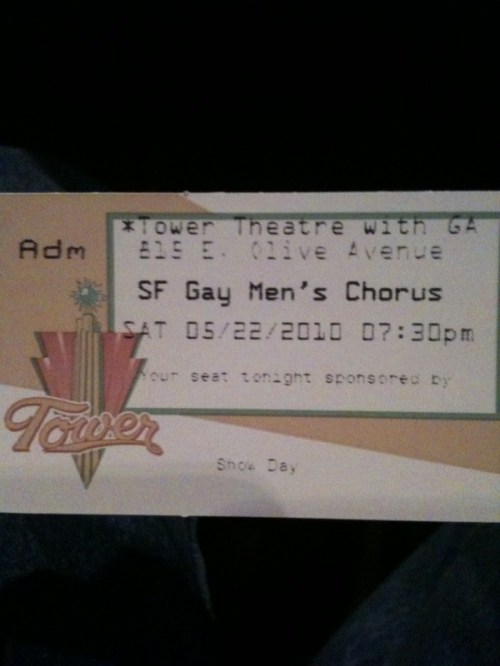 *Tower Theatre with GA
815 E. Olive Avenue
Adm
SF Gay Men's Chorus
SAT 05/22/2010 07:30pm
Your seat tonight sponsored by
Tower
Show Day